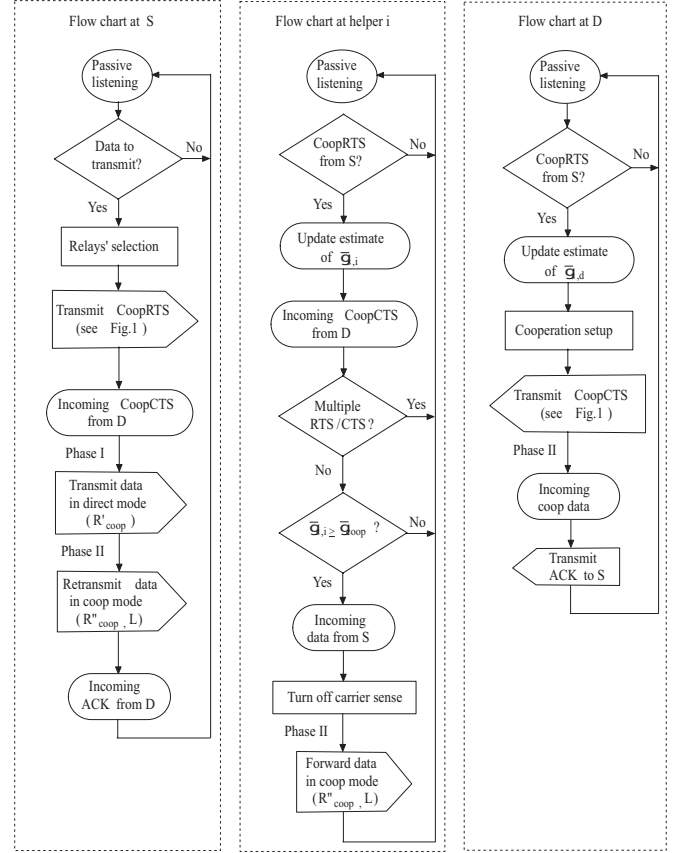 Flow chart at S
Passive
listening
Data to
transmit?
No
Yes
Relays' selection
Transmit CoopRTS
(see Fig.1 )
Incoming CoopCTS
from D
Phase I
Transmit data
in direct mode
( R'coop )
Phase II
Retransmit data
in coop mode
( R''coop , L)
Incoming
ACK from D
Flow chart at helper i
Passive
listening
CoopRTS
from S?
No
Yes
Update estimate
of
Incoming CoopCTS
from D
Multiple
RTS /CTS ?
Yes
No
?
No
Yes
Incoming
data from S
Turn off carrier sense
Phase II
Forward data
in coop mode
( R''coop , L)
Flow chart at D
Passive
listening
CoopRTS
from S?
No
Yes
Update estimate
of
Cooperation setup
Transmit CoopCTS
(see Fig.1 )
Phase II
Incoming
coop data
Transmit
ACK to S